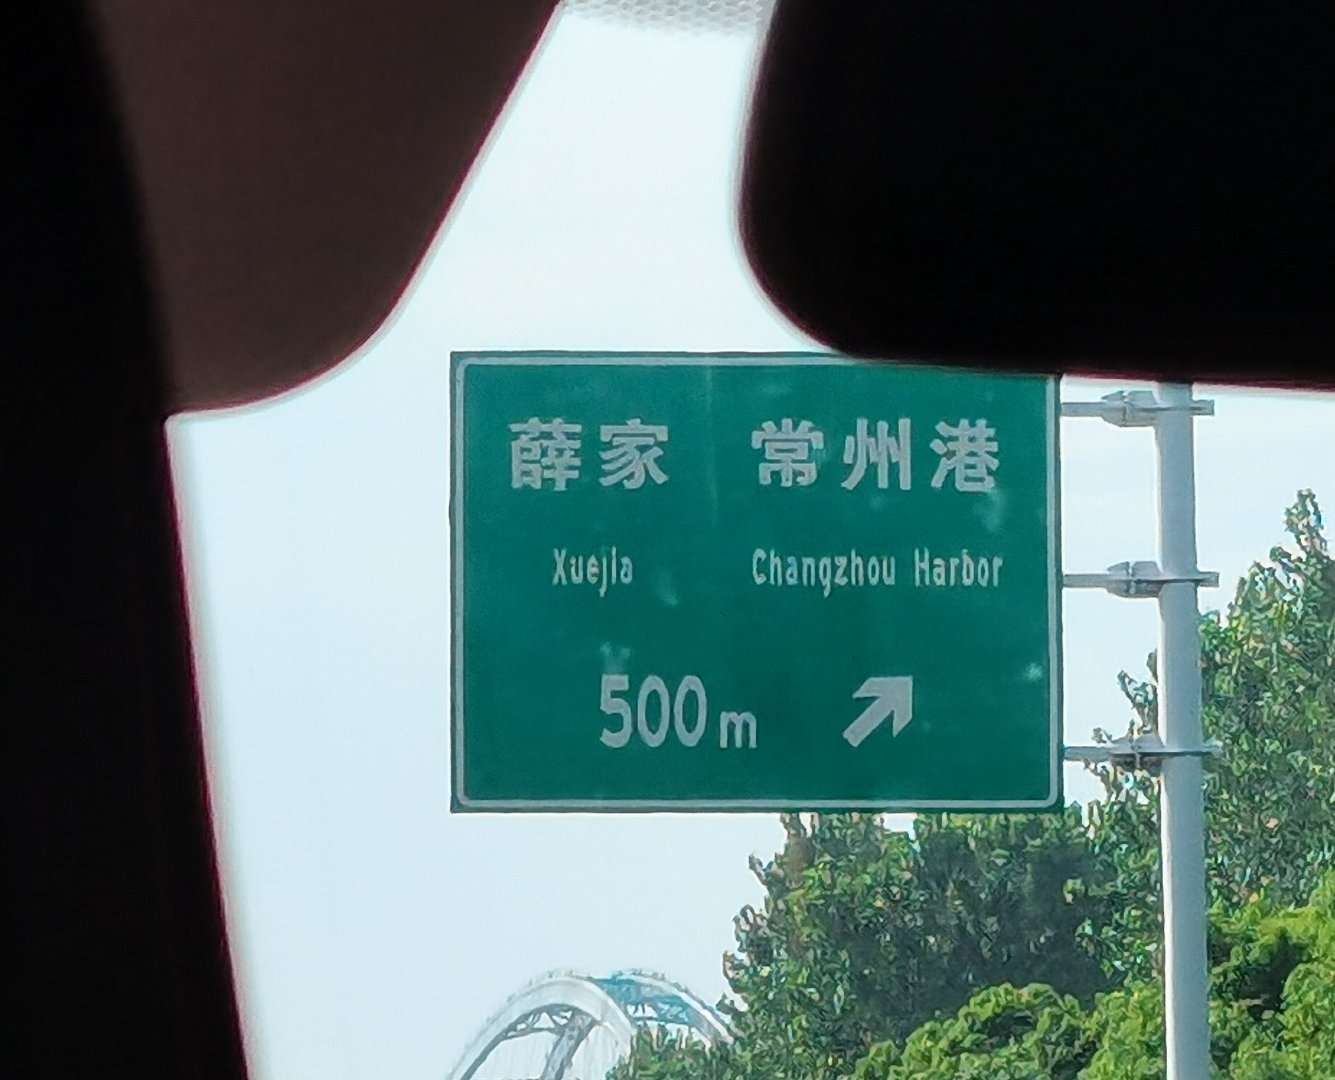 薛家 常州港
Xuejia Changzhou Harbor
500m